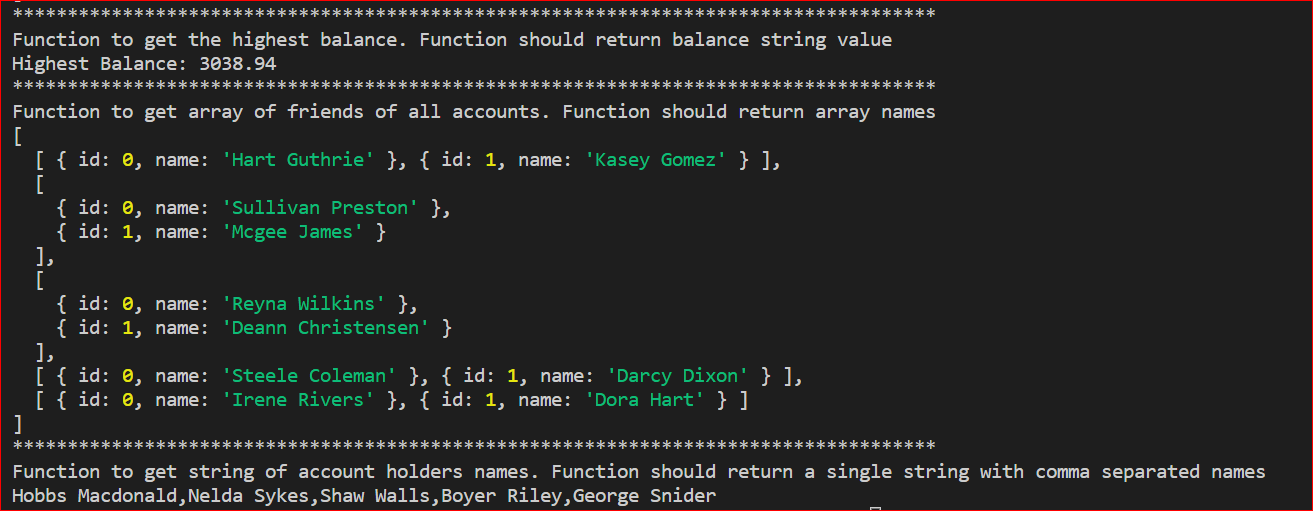 ************************************************************************************
Function to get the highest balance. Function should return balance string value
Highest Balance: 3038.94
************************************************************************************
Function to get array of friends of all accounts. Function should return array names
[
  [ { id: 0, name: 'Hart Guthrie' }, { id: 1, name: 'Kasey Gomez' } ],
  [
    { id: 0, name: 'Sullivan Preston' },
    { id: 1, name: 'Mcgee James' }
  ],
  [
    { id: 0, name: 'Reyna Wilkins' },
    { id: 1, name: 'Deann Christensen' }
  ],
  [ { id: 0, name: 'Steele Coleman' }, { id: 1, name: 'Darcy Dixon' } ],
  [ { id: 0, name: 'Irene Rivers' }, { id: 1, name: 'Dora Hart' } ]
]
************************************************************************************
Function to get string of account holders names. Function should return a single string with comma separated names
Hobbs Macdonald,Nelda Sykes,Shaw Walls,Boyer Riley,George Snider